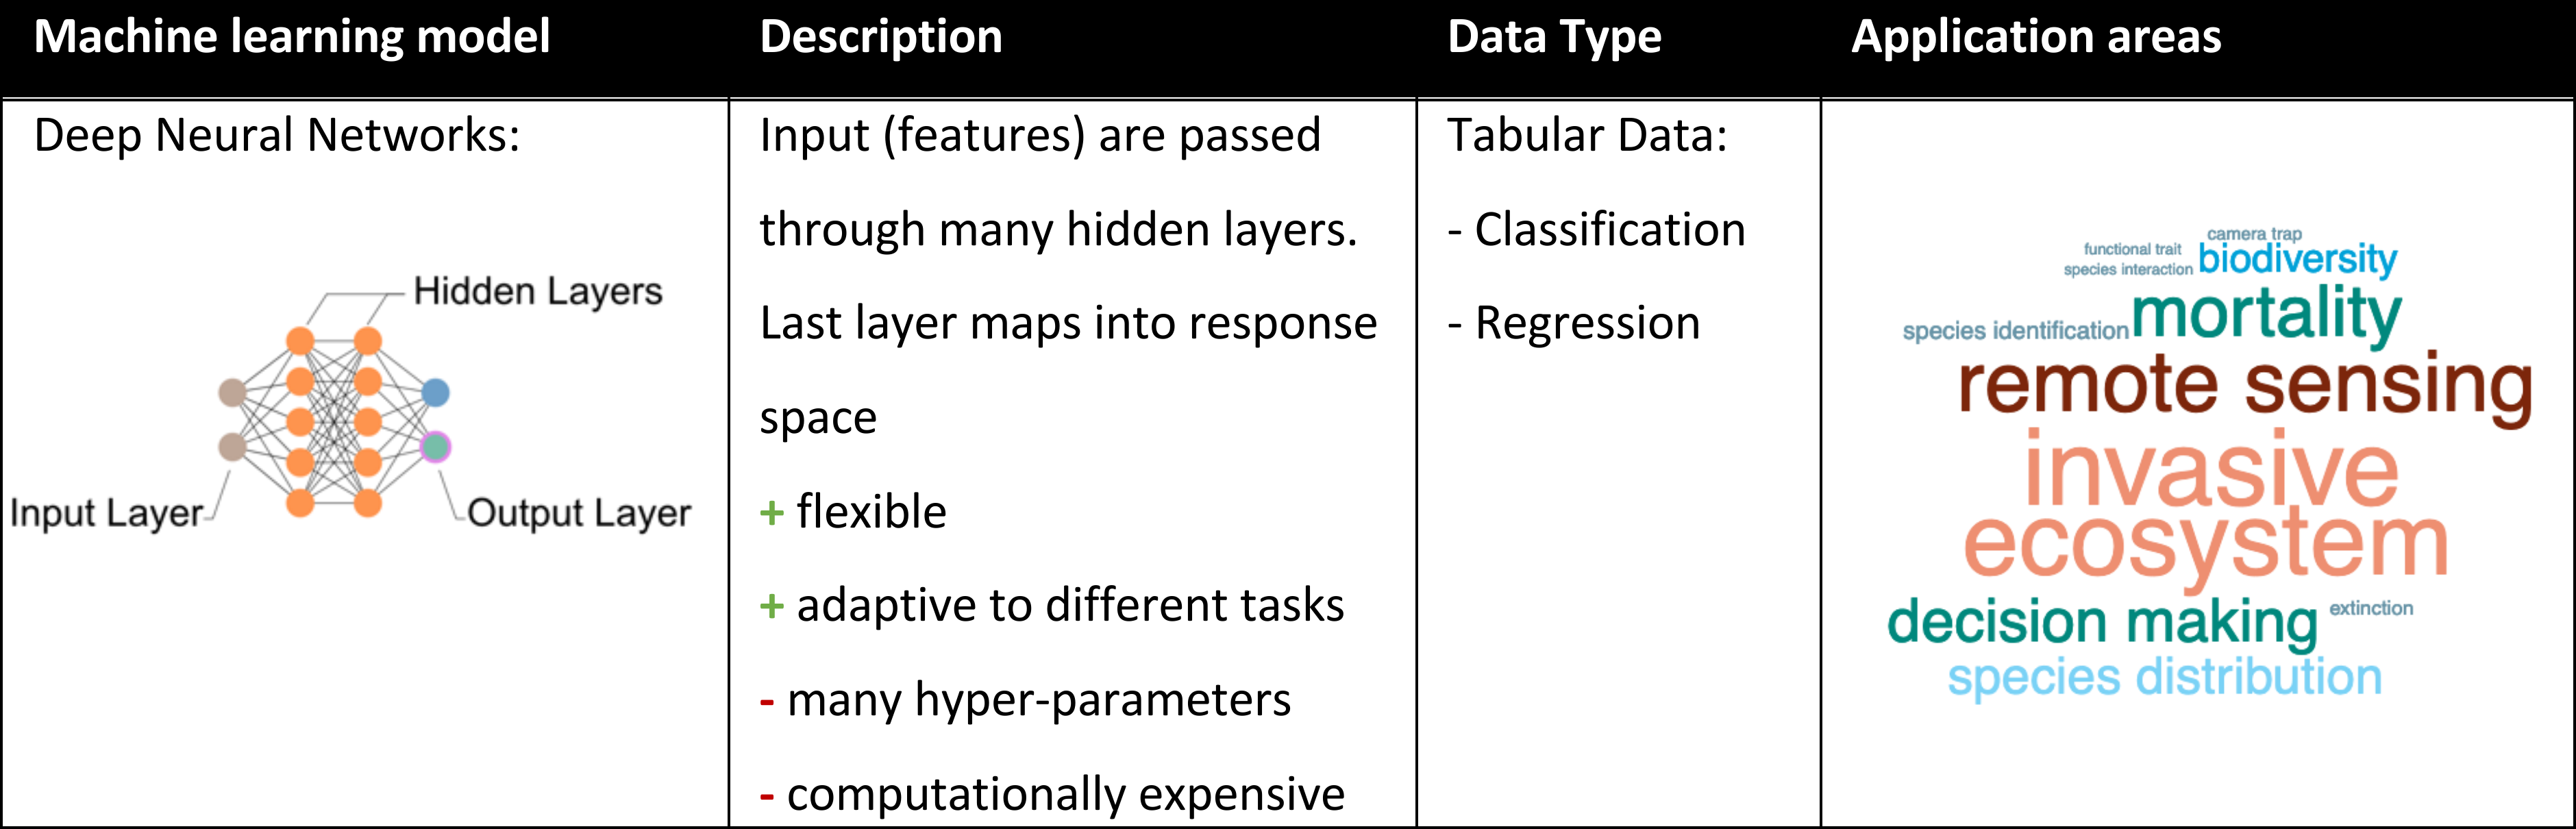 Machine learning model
Description
Data Type
Application areas
Deep Neural Networks:
Hidden Layers
Input Layer
Output Layer
Input (features) are passed
through many hidden layers.
Last layer maps into response
space
+ flexible
+ adaptive to different tasks
- many hyper-parameters
- computationally expensive
Tabular Data:
- Classification
- Regression
camera trap
functional trait
species interaction
biodiversity
species identification
mortality
remote sensing
invasive
ecosystem
decision making
extinction
species distribution